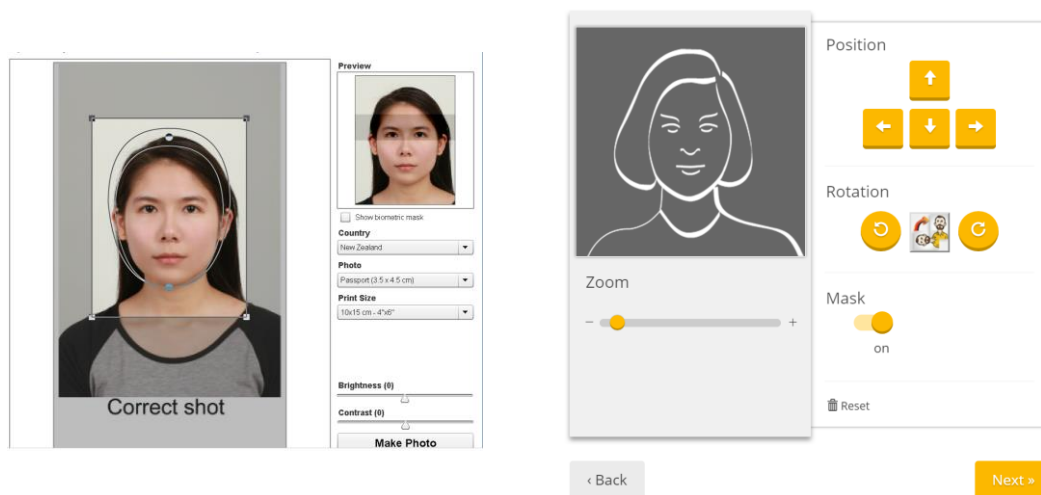 Preview
Show biometric mask
Country
New Zealand
Photo
Passport (3.5 x 4.5 cm)
Print Size
10x15 cm - 4"x6"
Brightness (0)
Contrast (0)
Make Photo
Correct shot
Position
Zoom
- +
Rotation
Mask
on
Reset
‹ Back
Next »